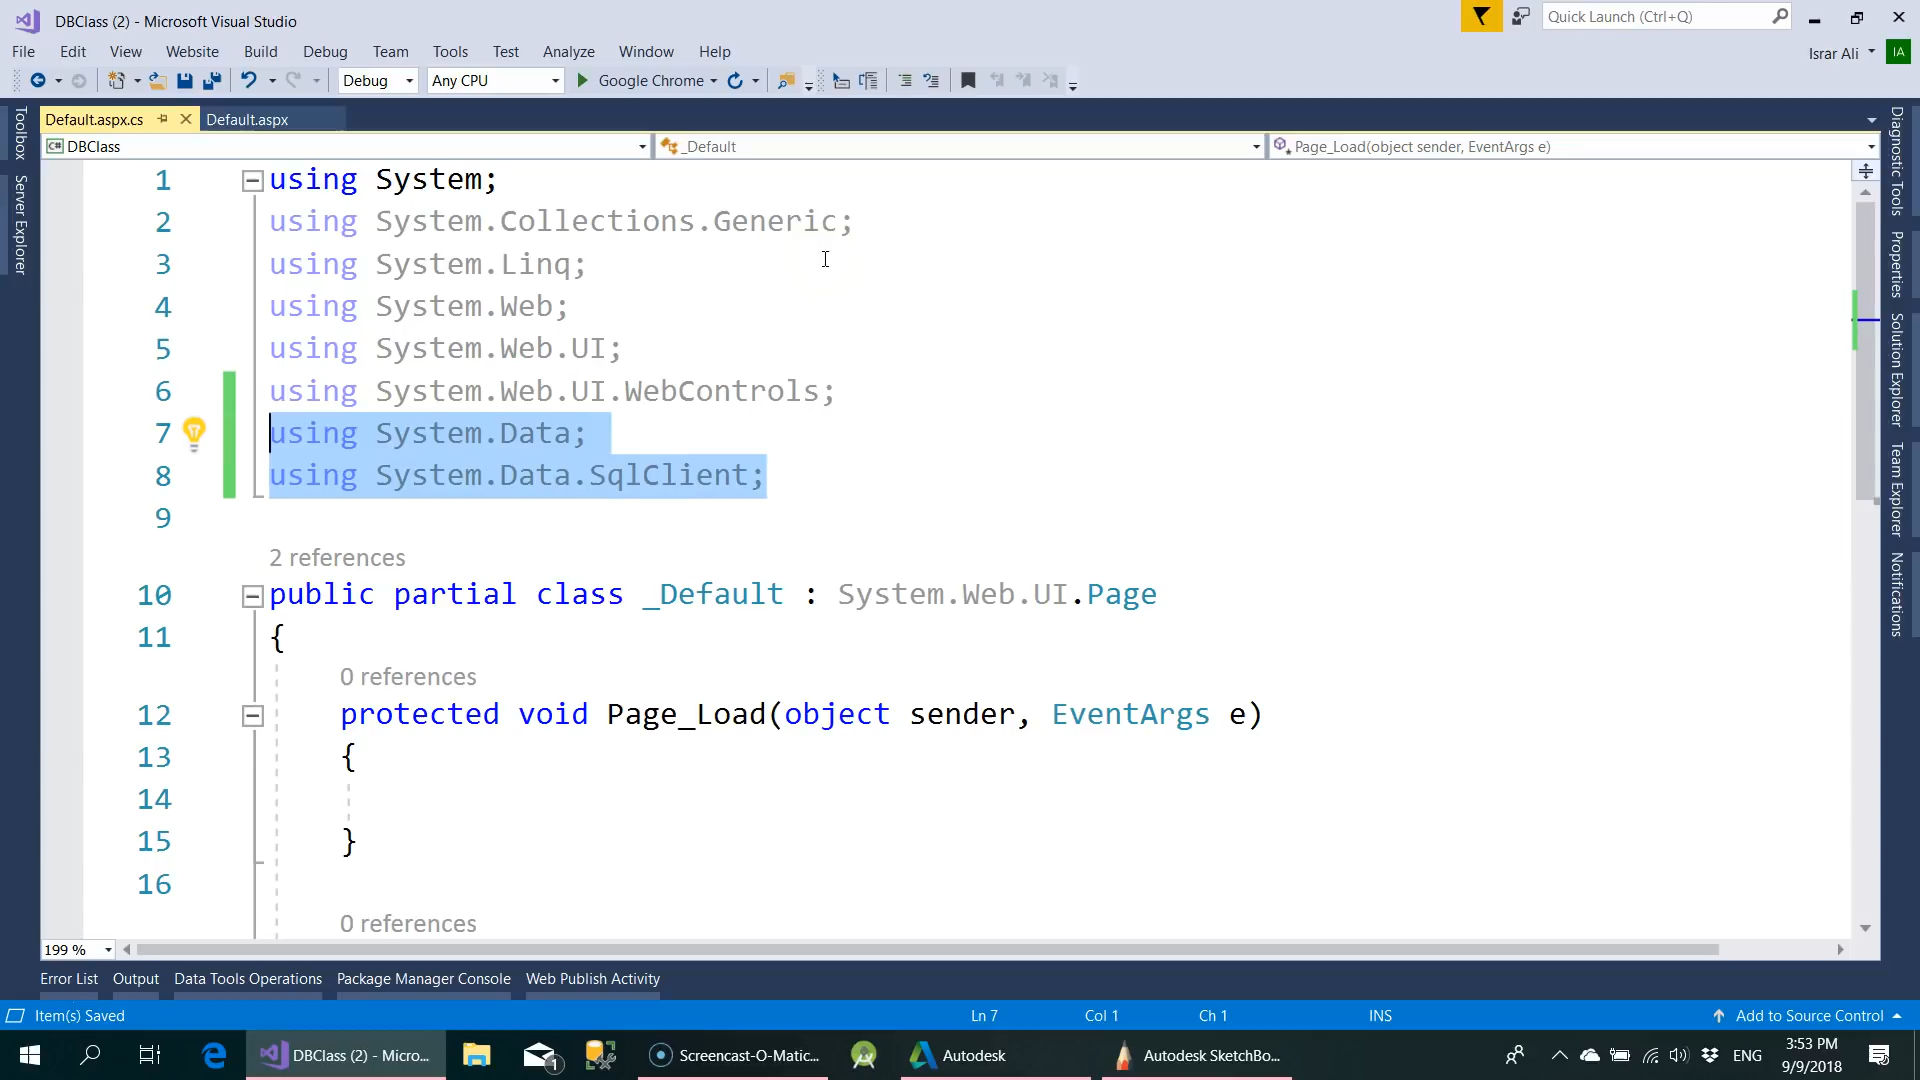 DBClass (2) - Microsoft Visual Studio
Quick Launch (Ctrl+Q)
File Edit View Website Build Debug Team Tools Test Analyze Window Help
Israr Ali IA
Debug Any CPU Google Chrome
Default.aspx.cs Default.aspx
C# DBClass _Default Page_Load(object sender, EventArgs e)
Toolbox
Server Explorer
1 using System;
2 using System.Collections.Generic;
3 using System.Linq;
4 using System.Web;
5 using System.Web.UI;
6 using System.Web.UI.WebControls;
7 using System.Data;
8 using System.Data.SqlClient;
9
2 references
10 public partial class _Default : System.Web.UI.Page
11 {
0 references
12 protected void Page_Load(object sender, EventArgs e)
13 {
14
15 }
16
0 references
Diagnostic Tools
Properties
Solution Explorer
Team Explorer
Notifications
199 %
Error List Output Data Tools Operations Package Manager Console Web Publish Activity
Item(s) Saved Ln 7 Col 1 Ch 1 INS Add to Source Control
DBClass (2) - Micro... 1 Screencast-O-Matic... Autodesk Autodesk SketchBo... ENG 3:53 PM
9/9/2018